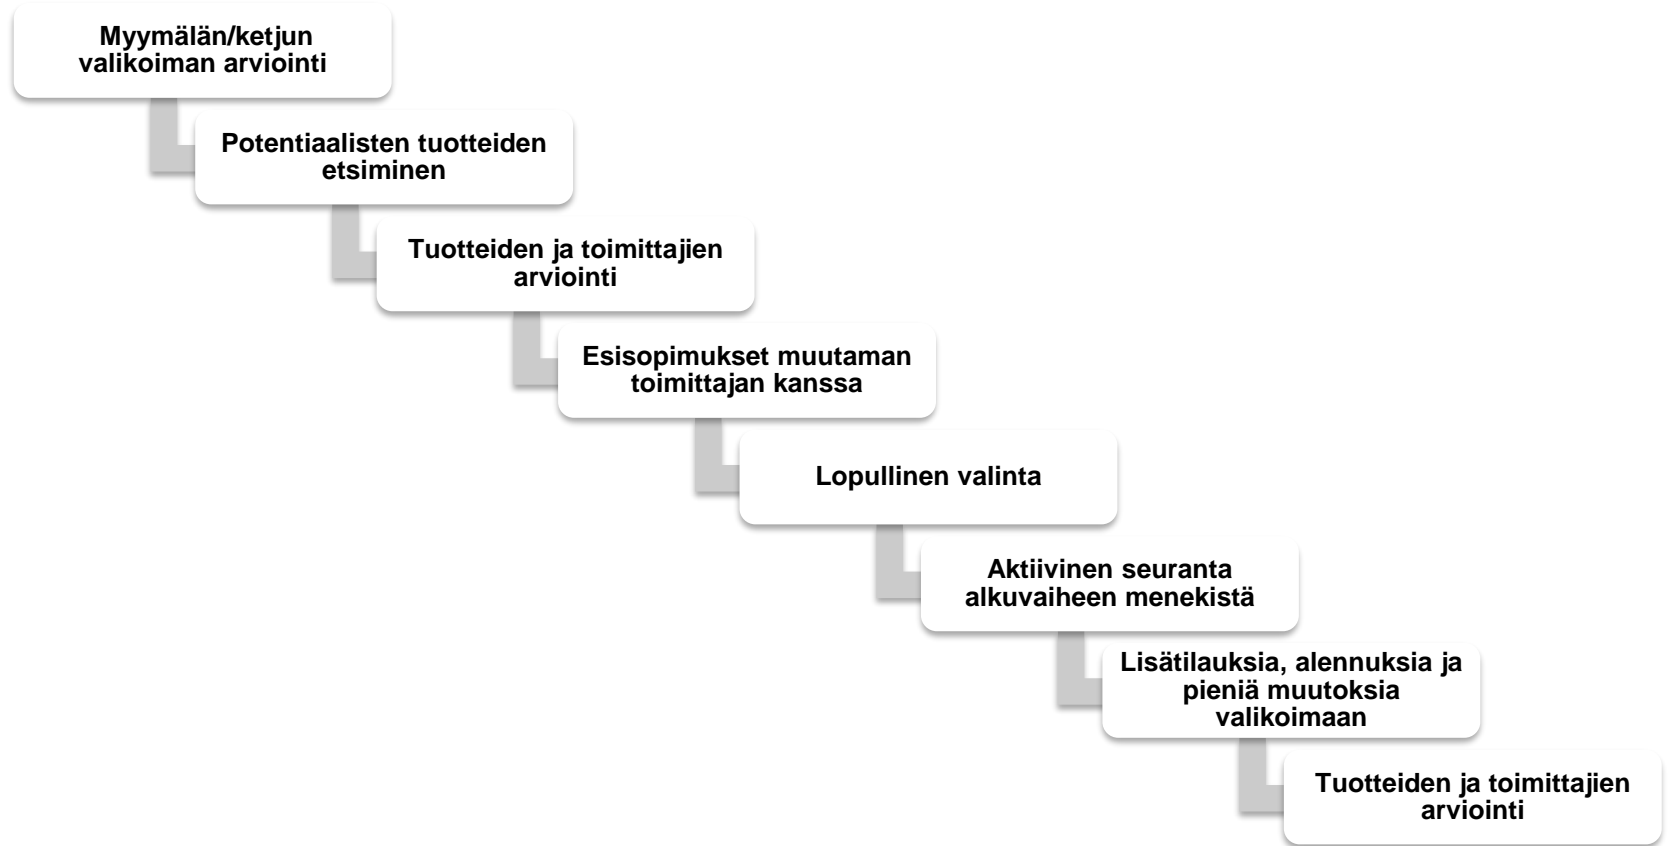 Myymälän/ketjun
valikoiman arviointi
Potentiaalisten tuotteiden
etsiminen
Tuotteiden ja toimittajien
arviointi
Esisopimukset muutaman
toimittajan kanssa
Lopullinen valinta
Aktiivinen seuranta
alkuvaiheen menekistä
Lisätilauksia, alennuksia ja
pieniä muutoksia
valikoimaan
Tuotteiden ja toimittajien
arviointi